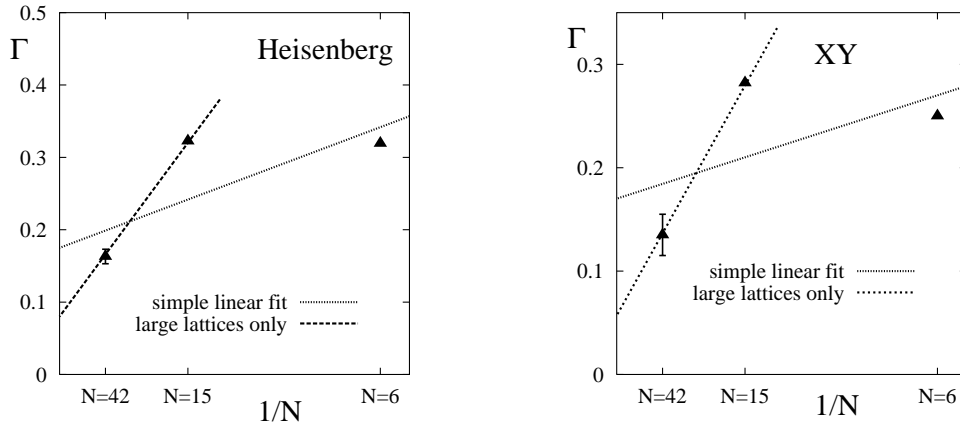 0.5
Γ
Heisenberg
0.4
0.3
0.2
0.1
simple linear fit
large lattices only
0
N=42
N=15
N=6
1/N
Γ
XY
0.3
0.2
0.1
simple linear fit
large lattices only
0
N=42
N=15
N=6
1/N